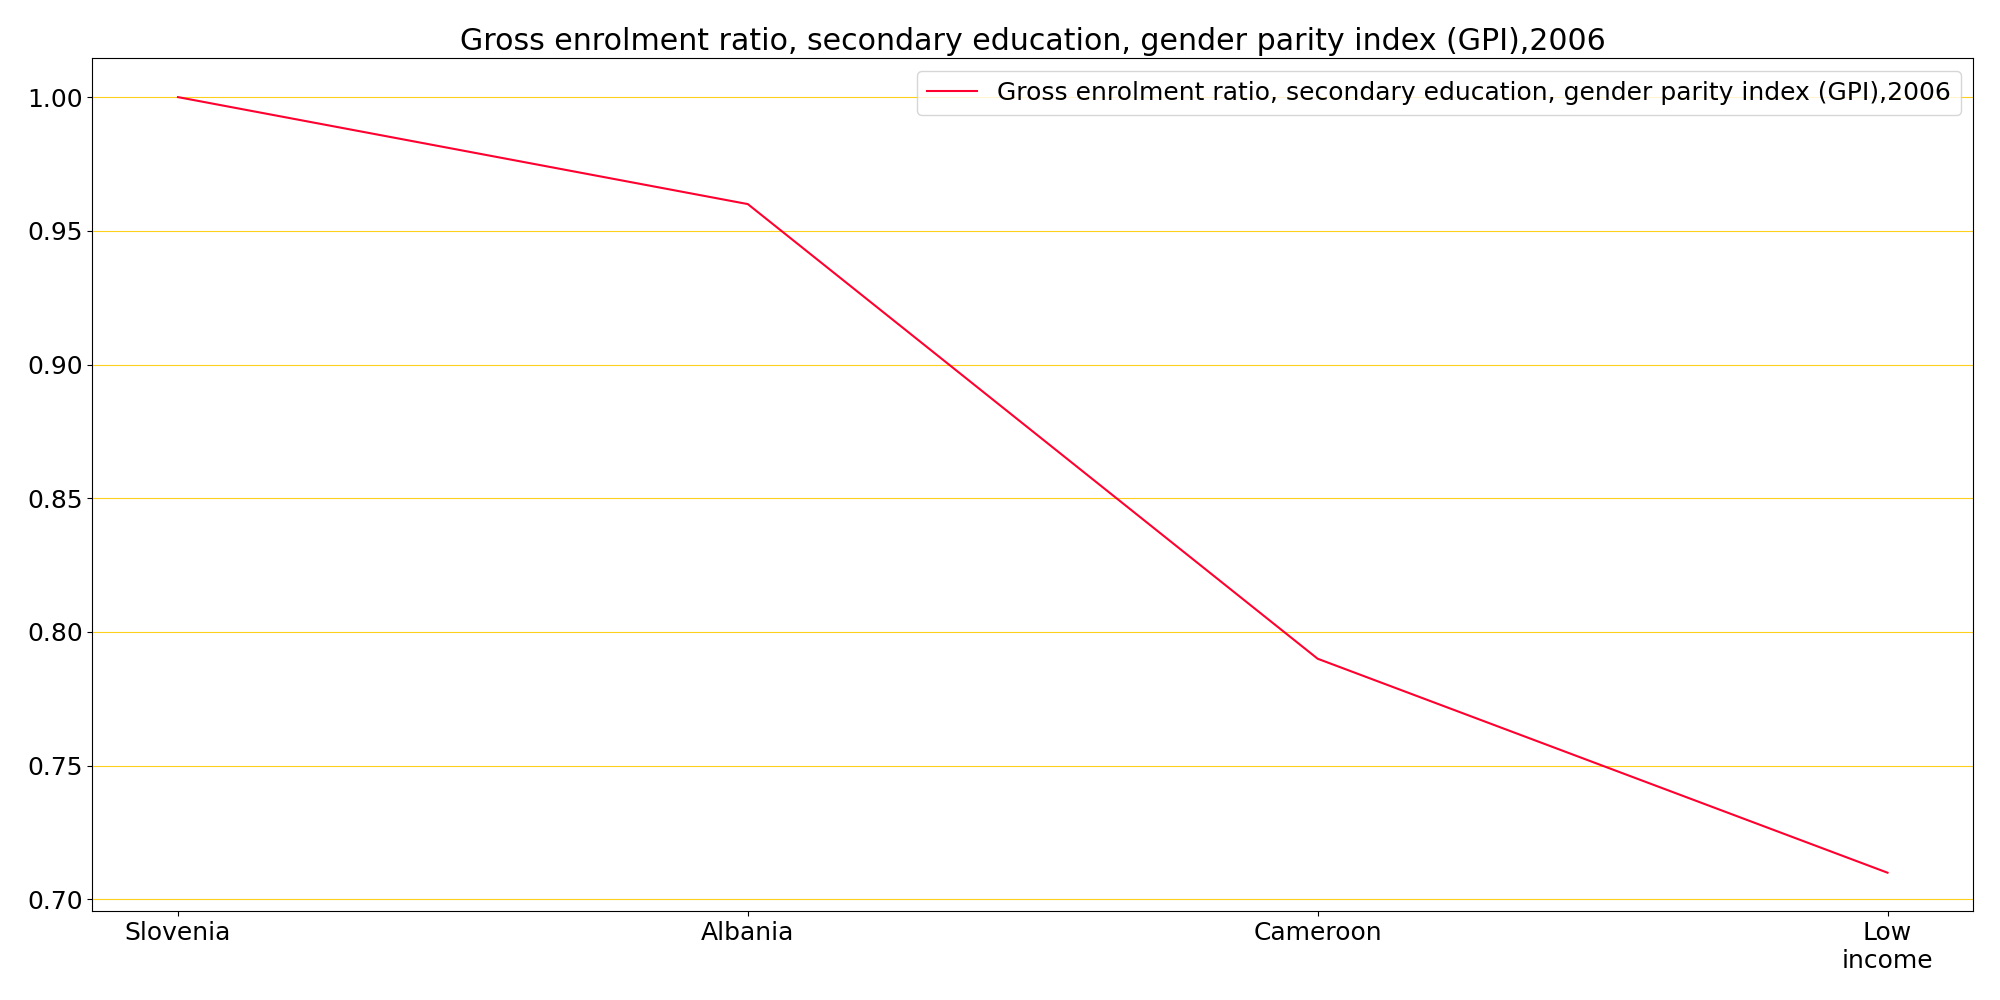 Gross enrolment ratio, secondary education, gender parity index (GPI),2006
Gross enrolment ratio, secondary education, gender parity index (GPI),2006
1.00
0.95
0.90
0.85
0.80
0.75
0.70
Slovenia
Albania
Cameroon
Low
income